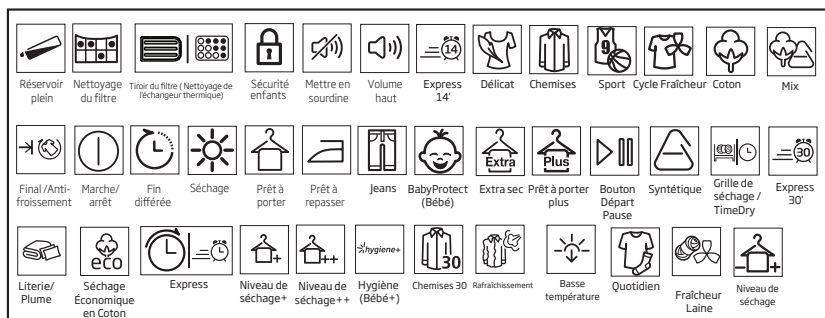 14
9
Réservoir plein
Nettoyage du filtre
Tiroir du filtre ( Nettoyage de l'échangeur thermique)
Sécurité enfants
Mettre en sourdine
Volume haut
Express 14'
Délicat
Chemises
Sport
Cycle Fraîcheur
Coton
Mix
Extra
Plus
30
Final /Anti-froissement
Marche/ arrêt
Fin différée
Séchage
Prêt à porter
Prêt à repasser
Jeans
BabyProtect (Bébé)
Extra sec
Prêt à porter plus
Bouton Départ Pause
Syntétique
Grille de séchage / TimeDry
Express 30'
eco
+
++
hygiene+
30
- +
Literie/ Plume
Séchage Économique en Coton
Express
Niveau de séchage+
Niveau de séchage++
Hygiène (Bébé+)
Chemises 30
Rafraîchissement
Basse température
Quotidien
Fraîcheur Laine
Niveau de séchage